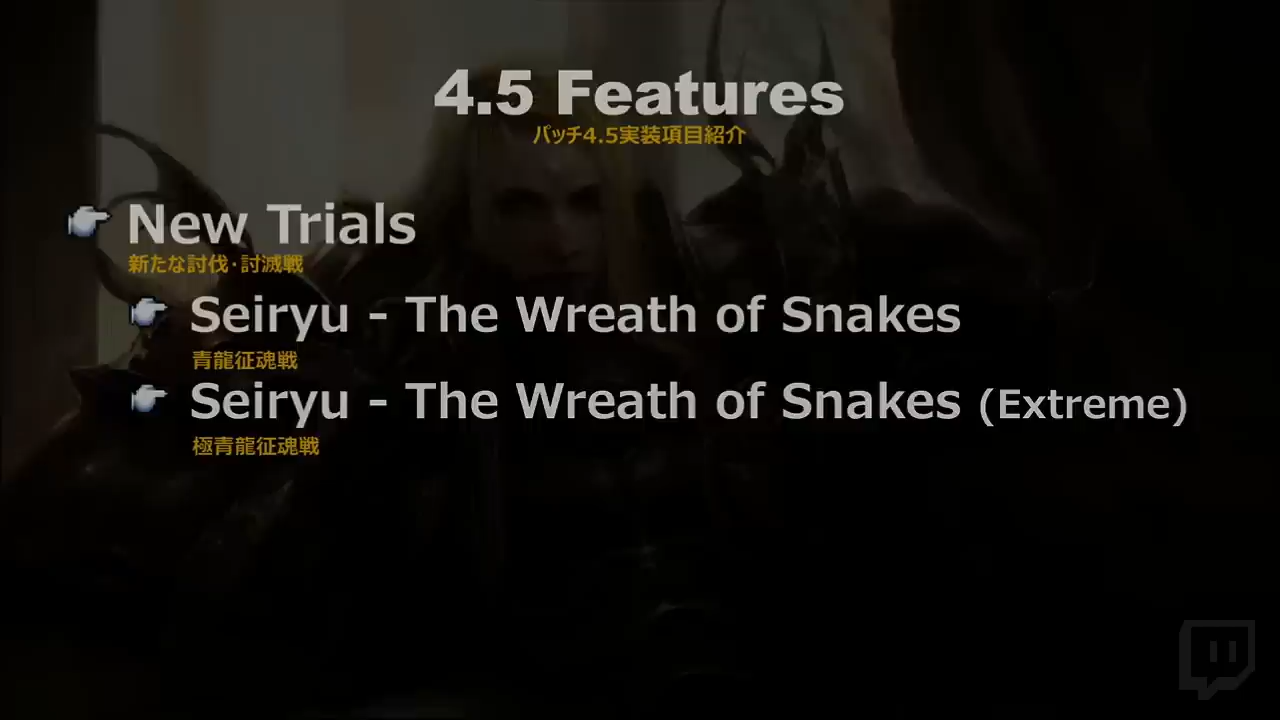 4.5 Features
パッチ4.5実装項目紹介
New Trials
新たな討伐・討滅戦
Seiryu - The Wreath of Snakes
青龍征魂戦
Seiryu - The Wreath of Snakes (Extreme)
極青龍征魂戦